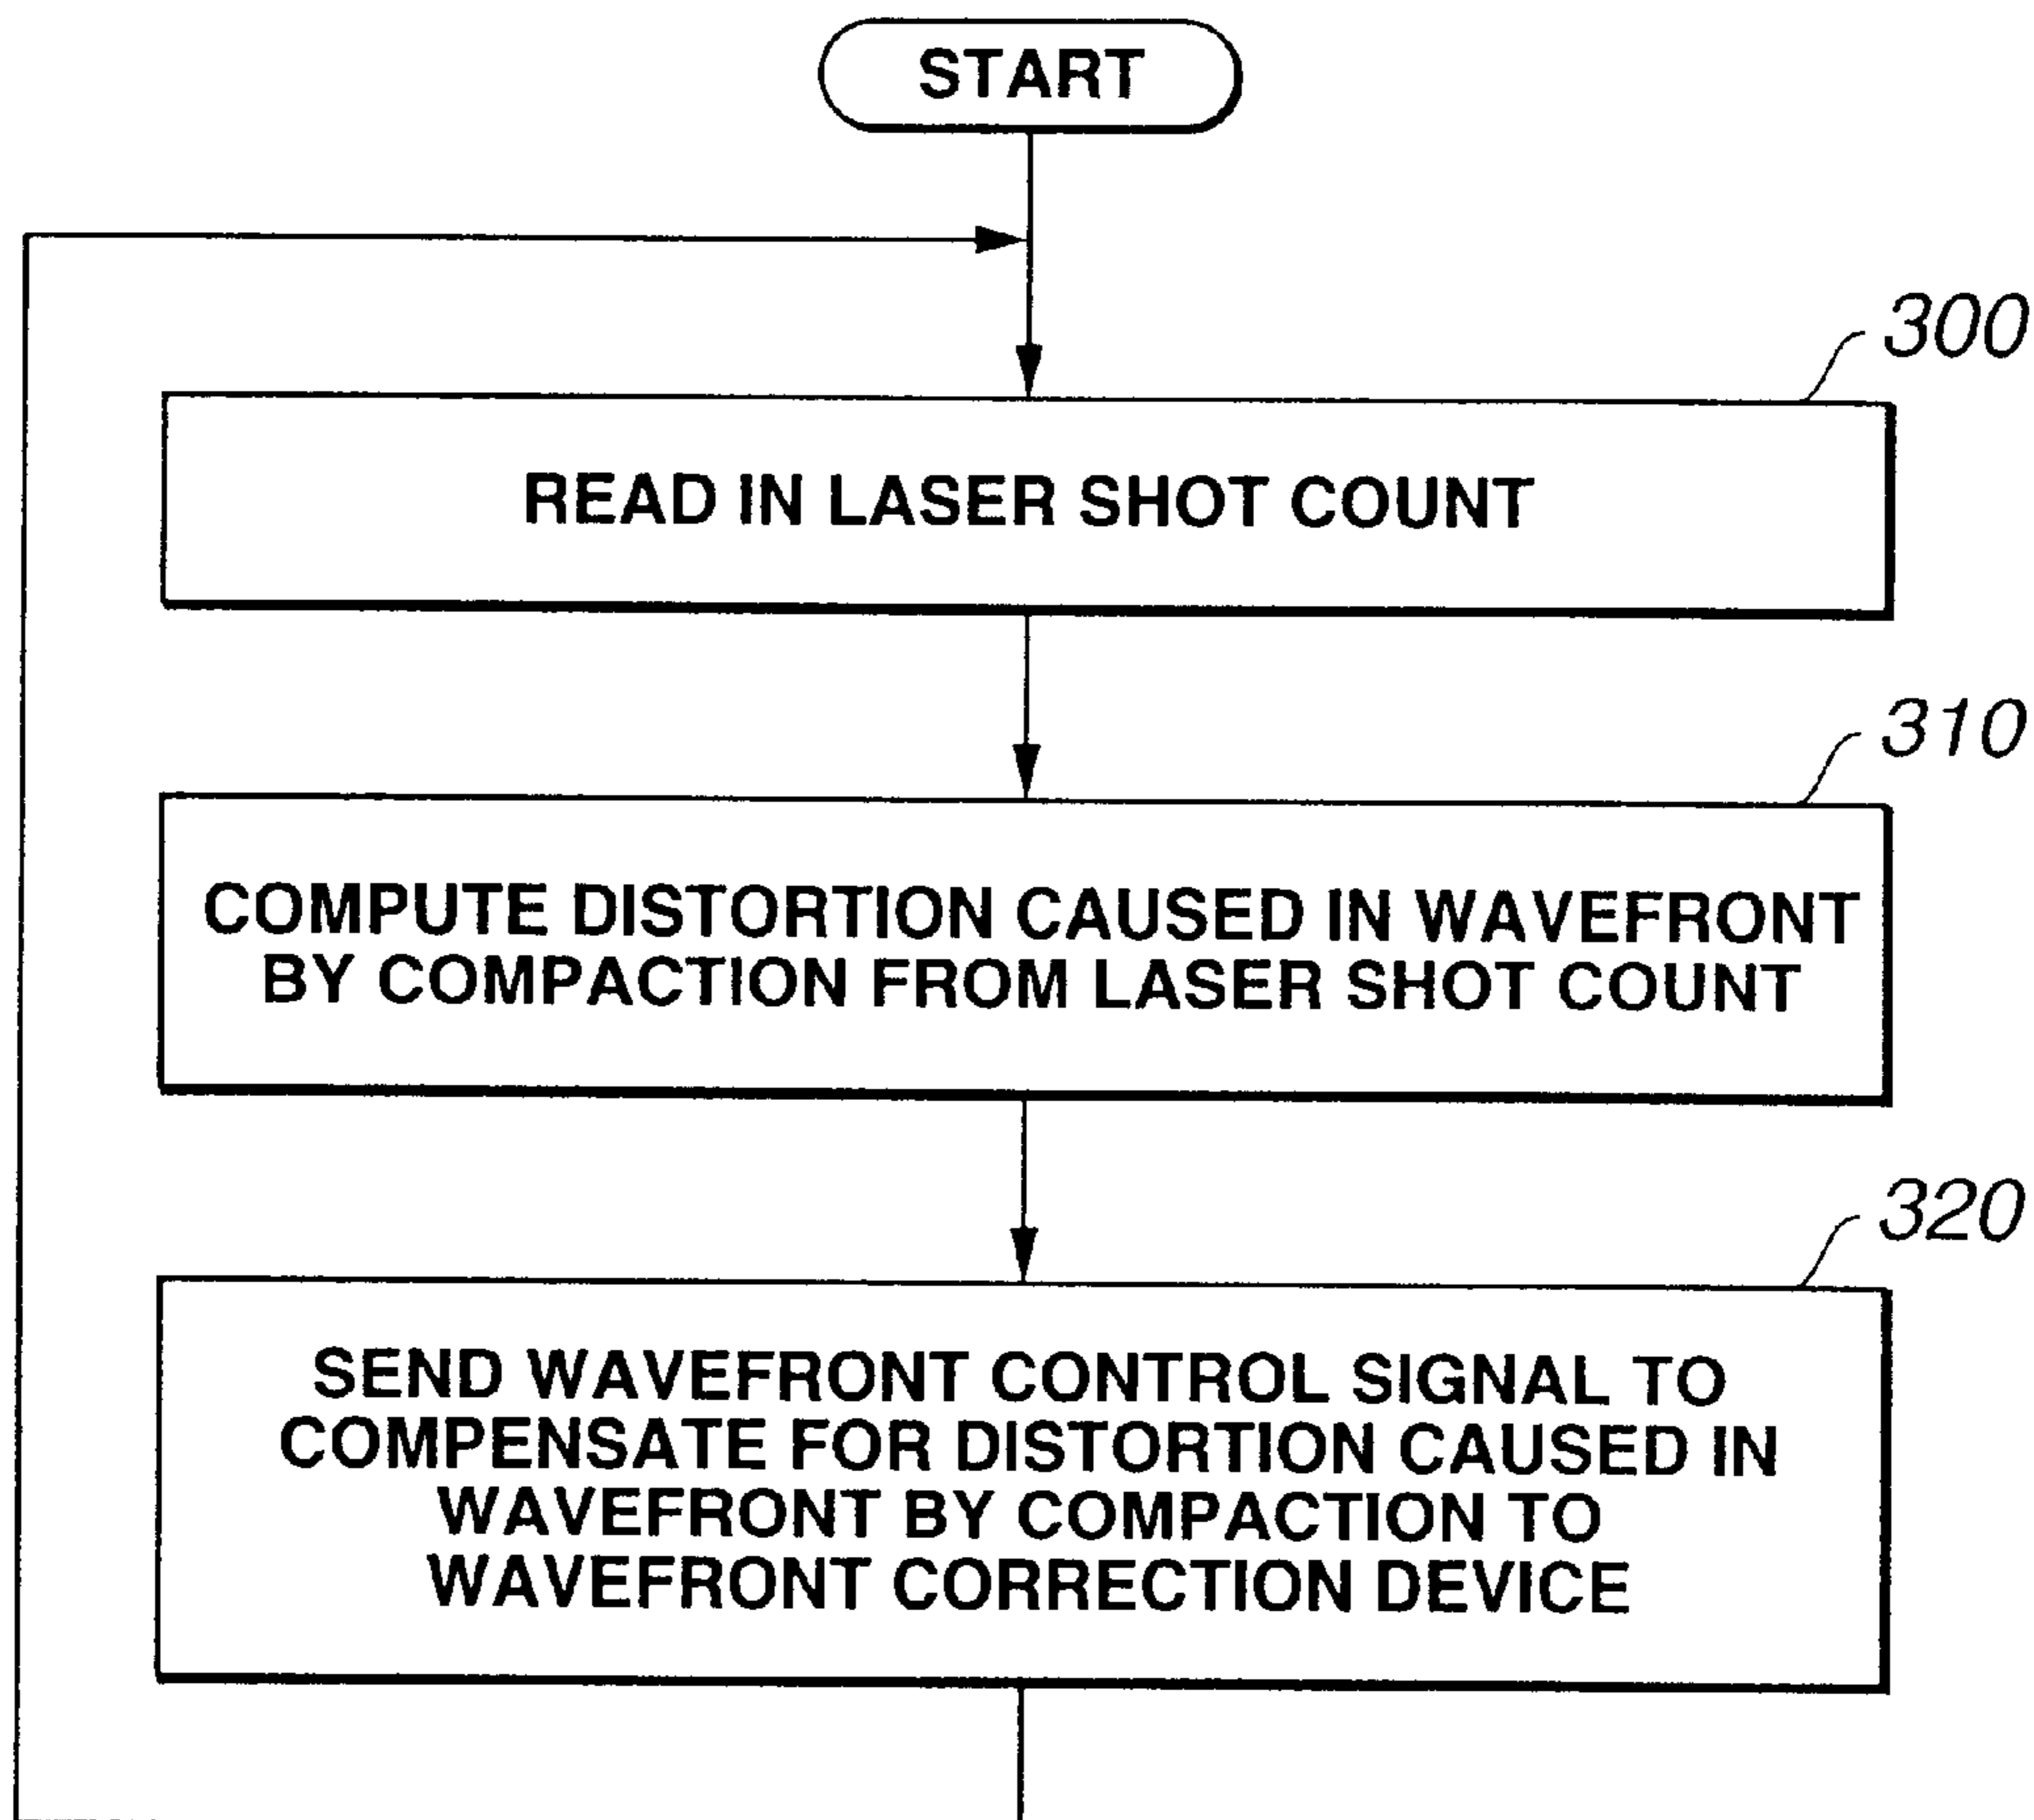 START
300
READ IN LASER SHOT COUNT
310
COMPUTE DISTORTION CAUSED IN WAVEFRONT
BY COMPACTION FROM LASER SHOT COUNT
320
SEND WAVEFRONT CONTROL SIGNAL TO
COMPENSATE FOR DISTORTION CAUSED IN
WAVEFRONT BY COMPACTION TO
WAVEFRONT CORRECTION DEVICE